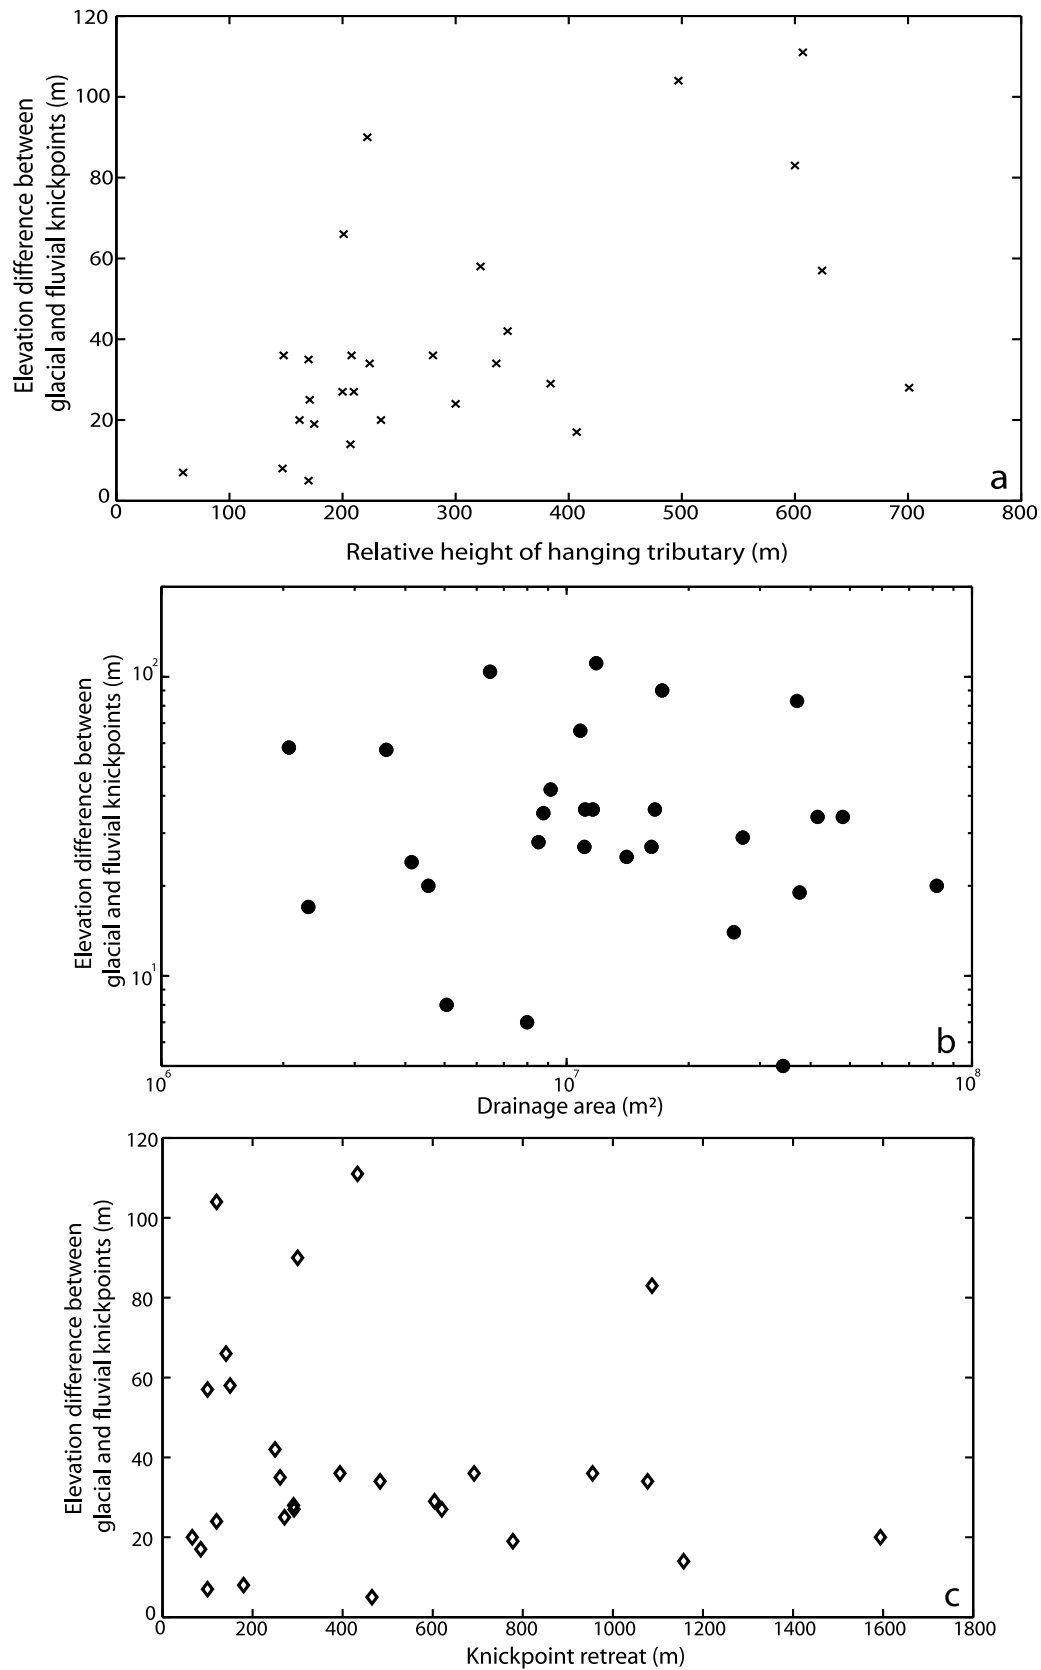 120
100
80
60
40
20
0
Elevation difference between
glacial and fluvial knickpoints (m)
a
0 100 200 300 400 500 600 700 800
Relative height of hanging tributary (m)
10²
10¹
Elevation difference between
glacial and fluvial knickpoints (m)
b
10⁶ 10⁷ 10⁸
Drainage area (m²)
120
100
80
60
40
20
0
Elevation difference between
glacial and fluvial knickpoints (m)
c
0 200 400 600 800 1000 1200 1400 1600 1800
Knickpoint retreat (m)